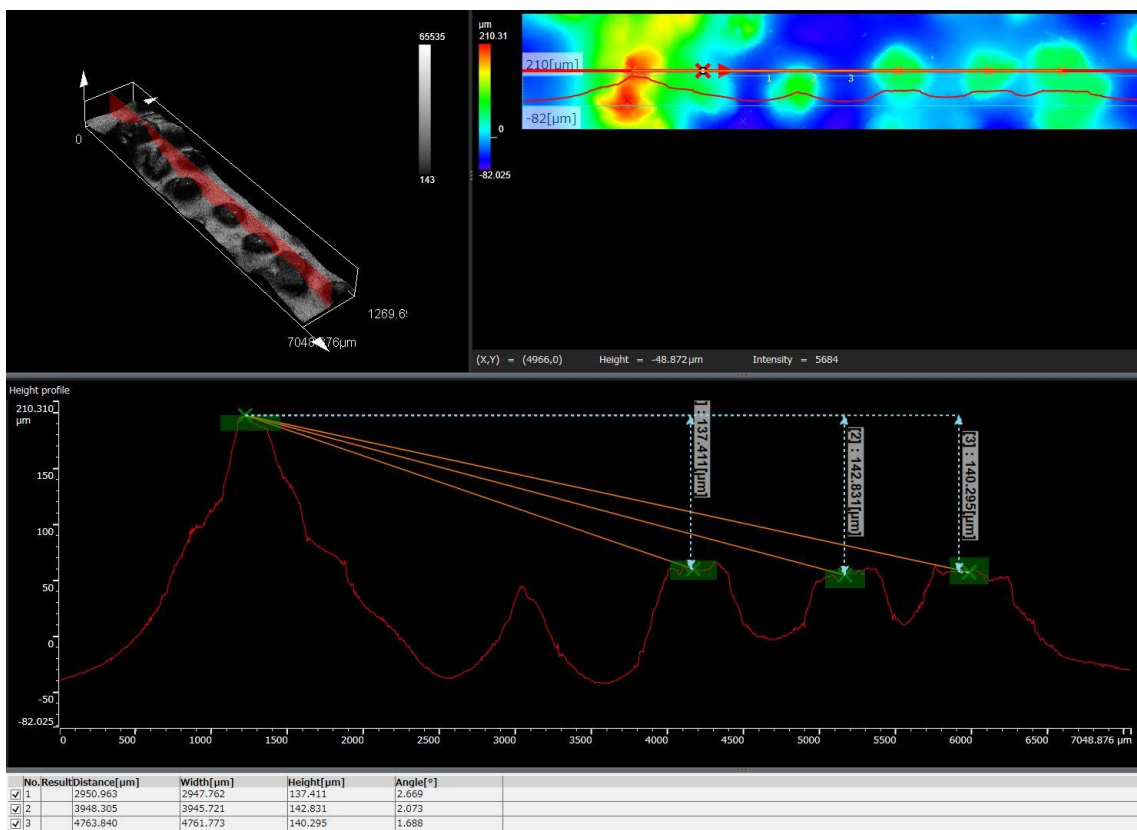 65535
143
0
1269.6
7048.876µm
µm
210.31
0
-82.025
210[um]
-82[um]
1 2 3
(X,Y) = (4966,0) Height = -48.872µm Intensity = 5684
Height profile
210.310
µm
150
100
50
0
-50
-82.025
] : 137.411[µm]
[2] : 142.831[µm]
[3] : 140.295[µm]
0 500 1000 1500 2000 2500 3000 3500 4000 4500 5000 5500 6000 7048.876 µm
No. Result Distance[µm] Width[µm] Height[µm] Angle[°]
1 2950.963 2947.762 137.411 2.669
2 3948.305 3945.721 142.831 2.073
3 4763.840 4761.773 140.295 1.688